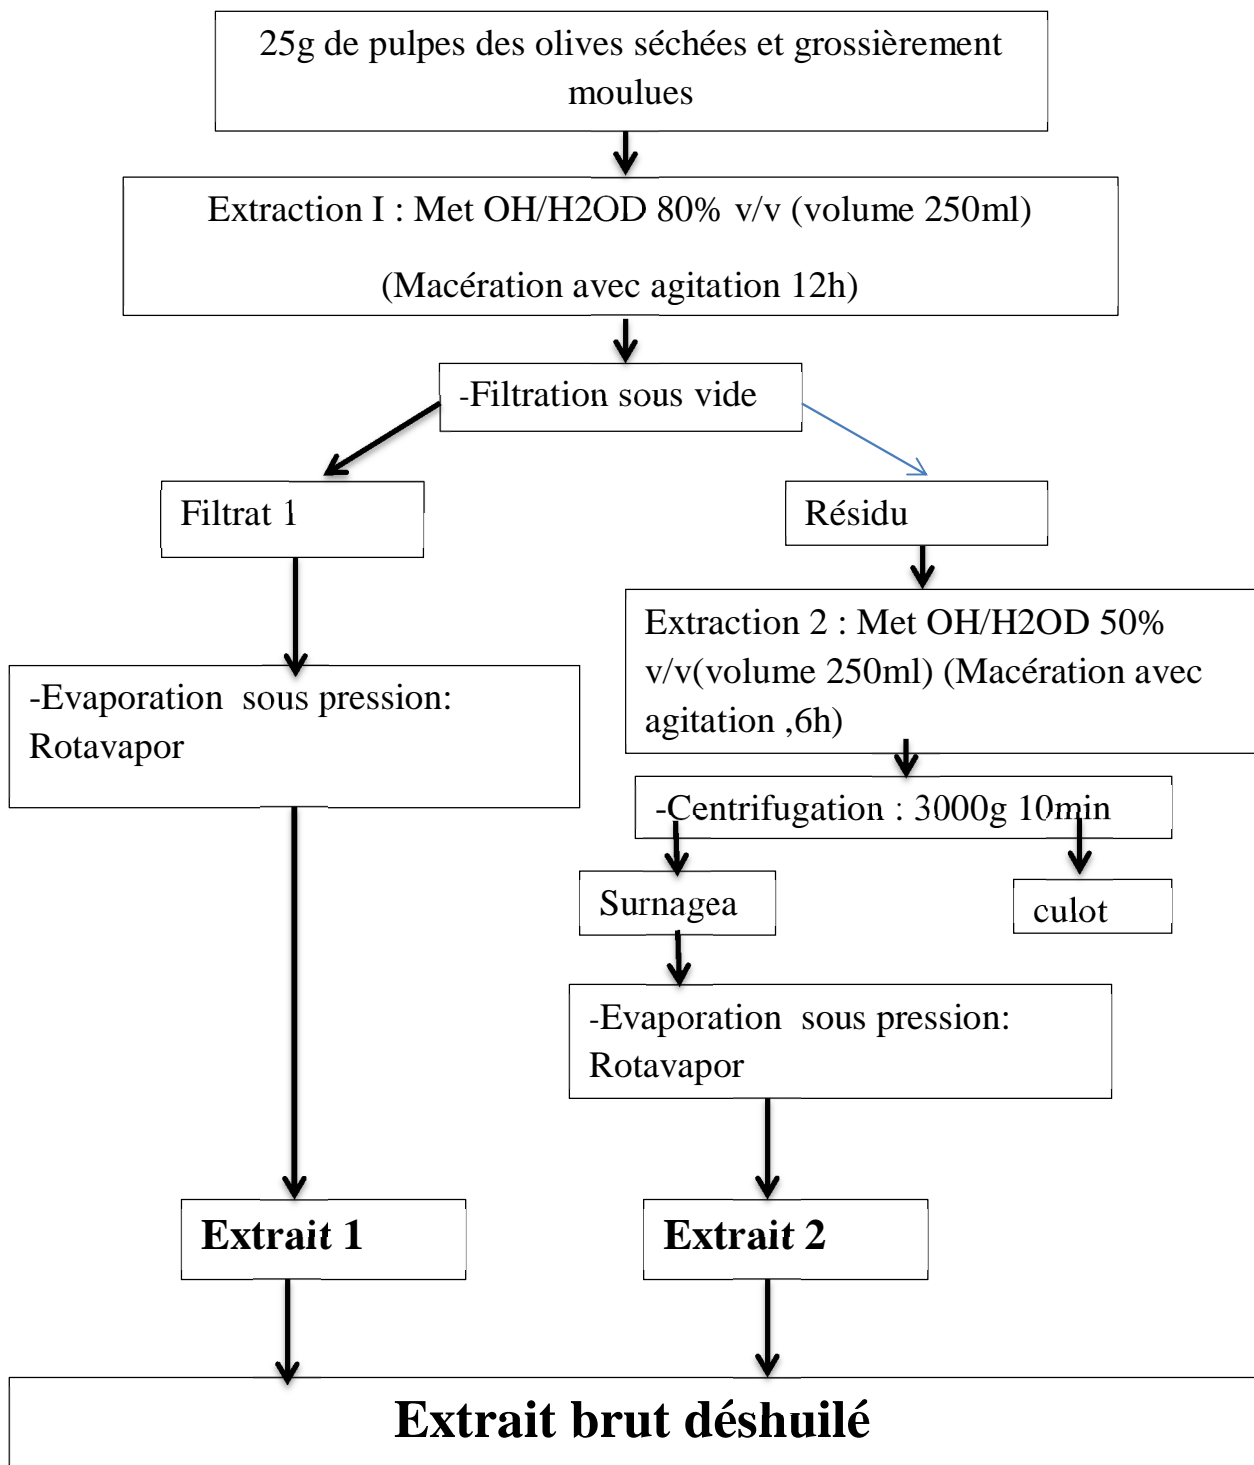 25g de pulpes des olives séchées et grossièrement
moulues
Extraction I : Met OH/H2OD 80% v/v (volume 250ml)
(Macération avec agitation 12h)
-Filtration sous vide
Filtrat 1
Résidu
Extraction 2 : Met OH/H2OD 50%
v/v(volume 250ml) (Macération avec
agitation ,6h)
-Evaporation sous pression:
Rotavapor
-Centrifugation : 3000g 10min
Surnagea
culot
-Evaporation sous pression:
Rotavapor
Extrait 1
Extrait 2
Extrait brut déshuilé